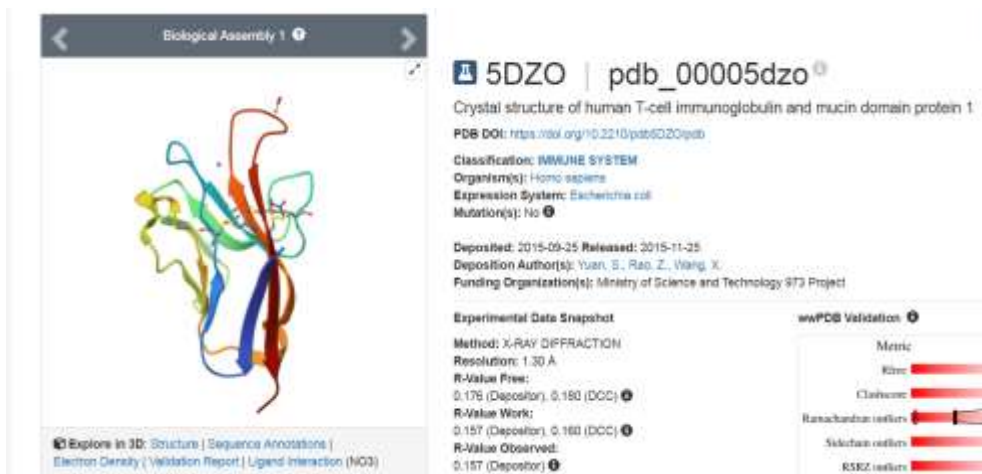 Biological Assembly 1
5DZO | pdb_00005dzo
Crystal structure of human T-cell immunoglobulin and mucin domain protein 1
PDB DOI: https://doi.org/10.2210/pdb5DZO/pdb
Classification: IMMUNE SYSTEM
Organism(s): Homo sapiens
Expression System: Escherichia coli
Mutation(s): No
Deposited: 2015-09-25 Released: 2015-11-25
Deposition Author(s): Yuan, S., Rao, Z., Wang, X.
Funding Organization(s): Ministry of Science and Technology 973 Project
Experimental Data Snapshot
Method: X-RAY DIFFRACTION
Resolution: 1.30 Å
R-Value Free:
0.176 (Depositor), 0.180 (DCC)
R-Value Work:
0.157 (Depositor), 0.160 (DCC)
R-Value Observed:
0.157 (Depositor)
wwPDB Validation
Metric
Rfree
Clashscore
Ramachandran outliers
Sidechain outliers
RSRZ outliers
Explore in 3D: Structure | Sequence Annotations |
Electron Density | Validation Report | Ligand Interaction (NO3)